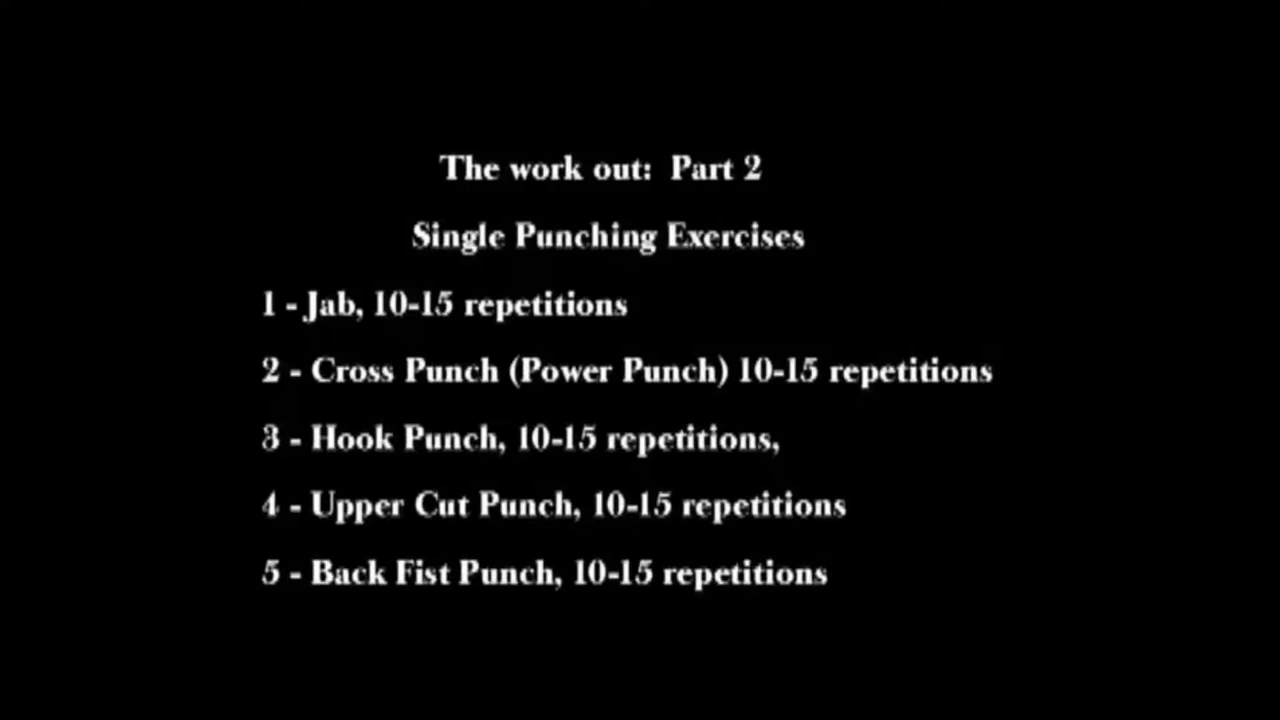 The work out:  Part 2
Single Punching Exercises
1 - Jab, 10-15 repetitions
2 - Cross Punch (Power Punch) 10-15 repetitions
3 - Hook Punch, 10-15 repetitions,
4 - Upper Cut Punch, 10-15 repetitions
5 - Back Fist Punch, 10-15 repetitions